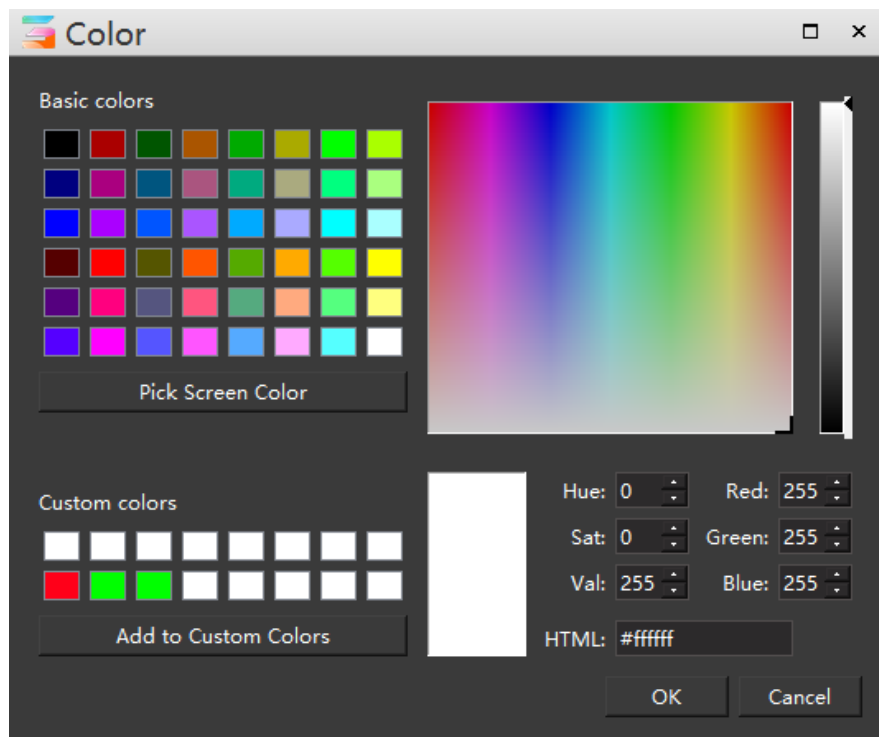 Color
Basic colors
Pick Screen Color
Custom colors
Add to Custom Colors
Hue: 0 Red: 255
Sat: 0 Green: 255
Val: 255 Blue: 255
HTML: #ffffff
OK Cancel